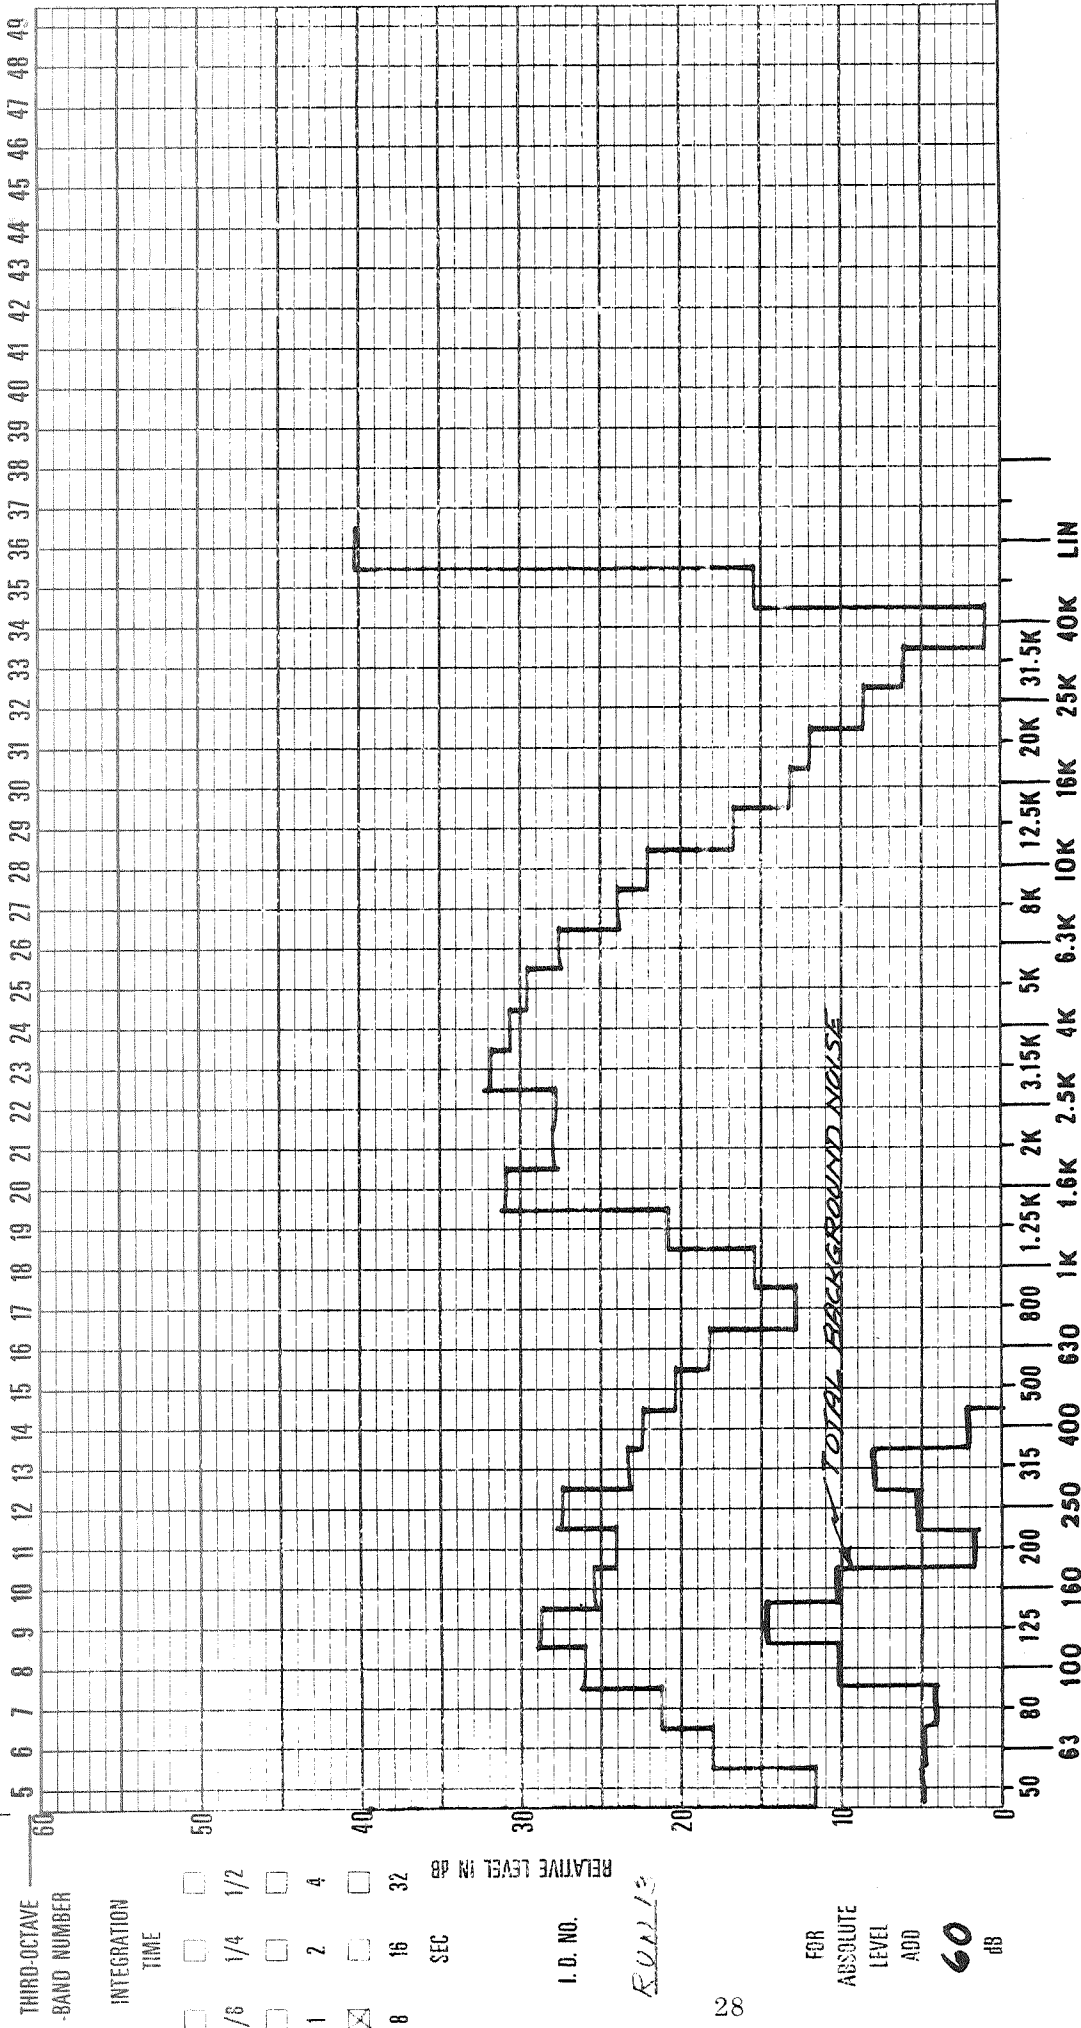 THIRD-OCTAVE
-BAND NUMBER
5 6 7 8 9 10 11 12 13 14 15 16 17 18 19 20 21 22 23 24 25 26 27 28 29 30 31 32 33 34 35 36 37 38 39 40 41 42 43 44 45 46 47 48 49
INTEGRATION
TIME
/8 1/4 1/2
1 2 4
8 16 32
SEC
RELATIVE LEVEL IN dB
60
50
40
30
20
10
0
I. D. NO.
RUN 13
FOR
ABSOLUTE
LEVEL
ADD
60
dB
TOTAL BACKGROUND NOISE
50 80 125 200 315 500 800 1.25K 2K 3.15K 5K 8K 12.5K 20K 31.5K
63 100 160 250 400 630 1K 1.6K 2.5K 4K 6.3K 10K 16K 25K 40K LIN
28